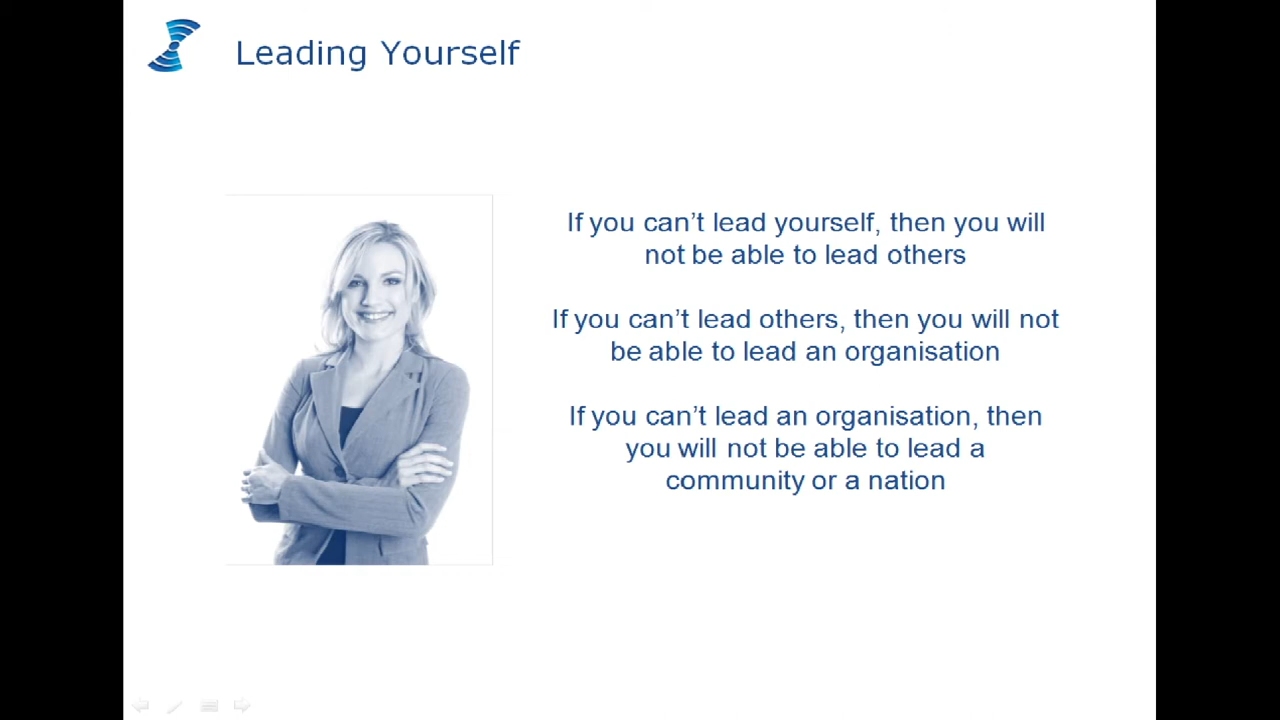 Leading Yourself
If you can’t lead yourself, then you will
not be able to lead others
If you can’t lead others, then you will not
be able to lead an organisation
If you can’t lead an organisation, then
you will not be able to lead a
community or a nation